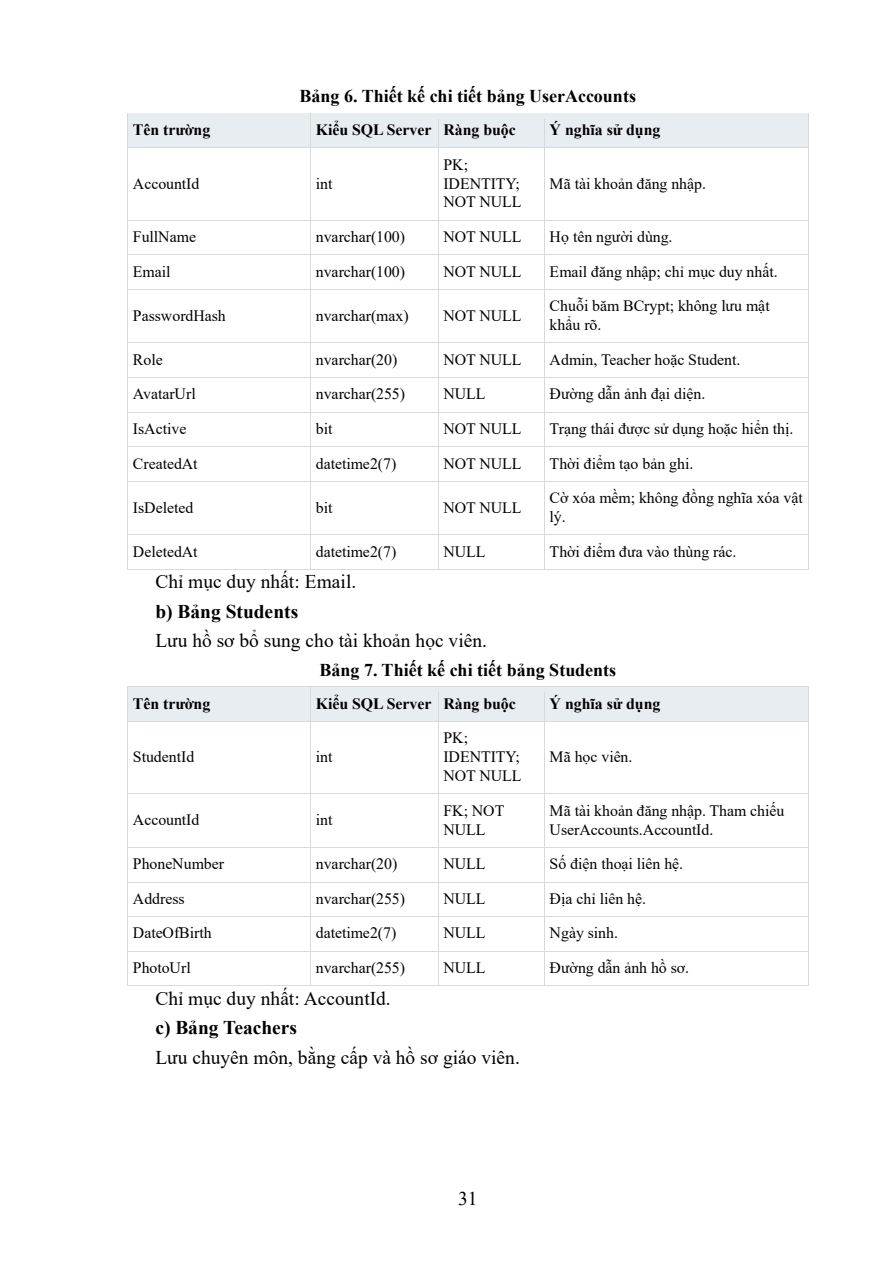 Bảng 6. Thiết kế chi tiết bảng UserAccounts
Tên trường Kiểu SQL Server Ràng buộc Ý nghĩa sử dụng
AccountId int PK; IDENTITY; NOT NULL Mã tài khoản đăng nhập.
FullName nvarchar(100) NOT NULL Họ tên người dùng.
Email nvarchar(100) NOT NULL Email đăng nhập; chỉ mục duy nhất.
PasswordHash nvarchar(max) NOT NULL Chuỗi băm BCrypt; không lưu mật khẩu rõ.
Role nvarchar(20) NOT NULL Admin, Teacher hoặc Student.
AvatarUrl nvarchar(255) NULL Đường dẫn ảnh đại diện.
IsActive bit NOT NULL Trạng thái được sử dụng hoặc hiển thị.
CreatedAt datetime2(7) NOT NULL Thời điểm tạo bản ghi.
IsDeleted bit NOT NULL Cờ xóa mềm; không đồng nghĩa xóa vật lý.
DeletedAt datetime2(7) NULL Thời điểm đưa vào thùng rác.
Chỉ mục duy nhất: Email.
b) Bảng Students
Lưu hồ sơ bổ sung cho tài khoản học viên.
Bảng 7. Thiết kế chi tiết bảng Students
Tên trường Kiểu SQL Server Ràng buộc Ý nghĩa sử dụng
StudentId int PK; IDENTITY; NOT NULL Mã học viên.
AccountId int FK; NOT NULL Mã tài khoản đăng nhập. Tham chiếu UserAccounts.AccountId.
PhoneNumber nvarchar(20) NULL Số điện thoại liên hệ.
Address nvarchar(255) NULL Địa chỉ liên hệ.
DateOfBirth datetime2(7) NULL Ngày sinh.
PhotoUrl nvarchar(255) NULL Đường dẫn ảnh hồ sơ.
Chỉ mục duy nhất: AccountId.
c) Bảng Teachers
Lưu chuyên môn, bằng cấp và hồ sơ giáo viên.
31